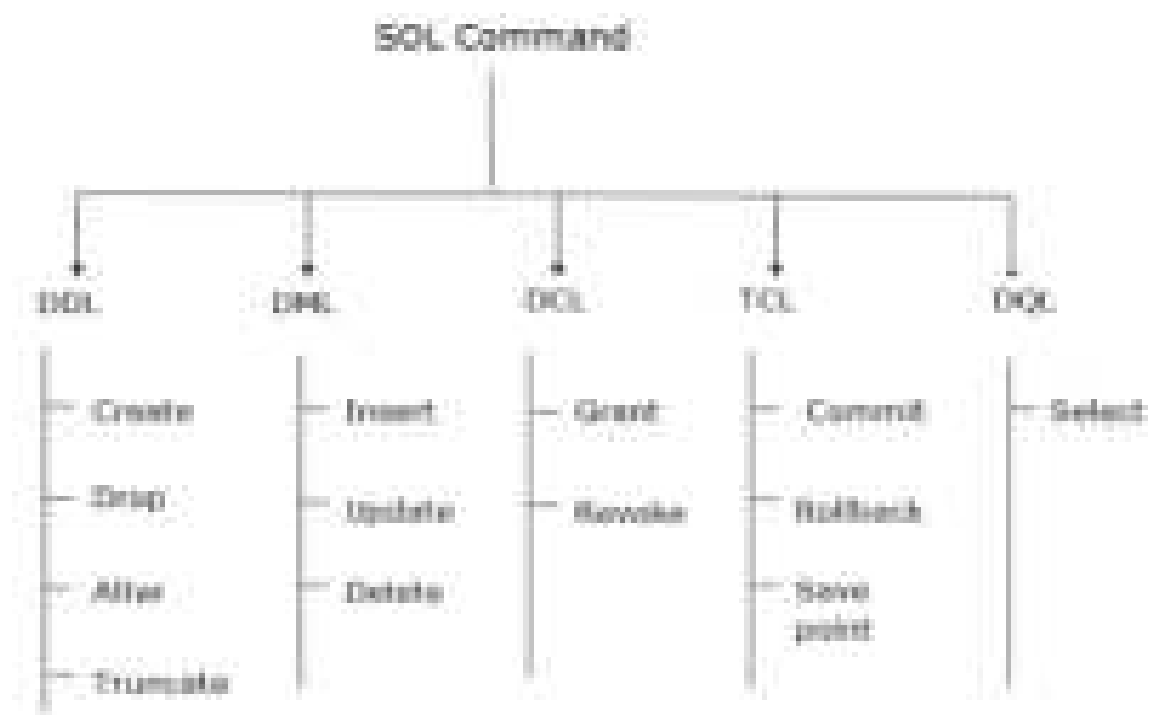 SQL Command
DDL
DML
DCL
TCL
DQL
Create
Drop
Alter
Truncate
Insert
Update
Delete
Grant
Revoke
Commit
Rollback
Save
point
Select